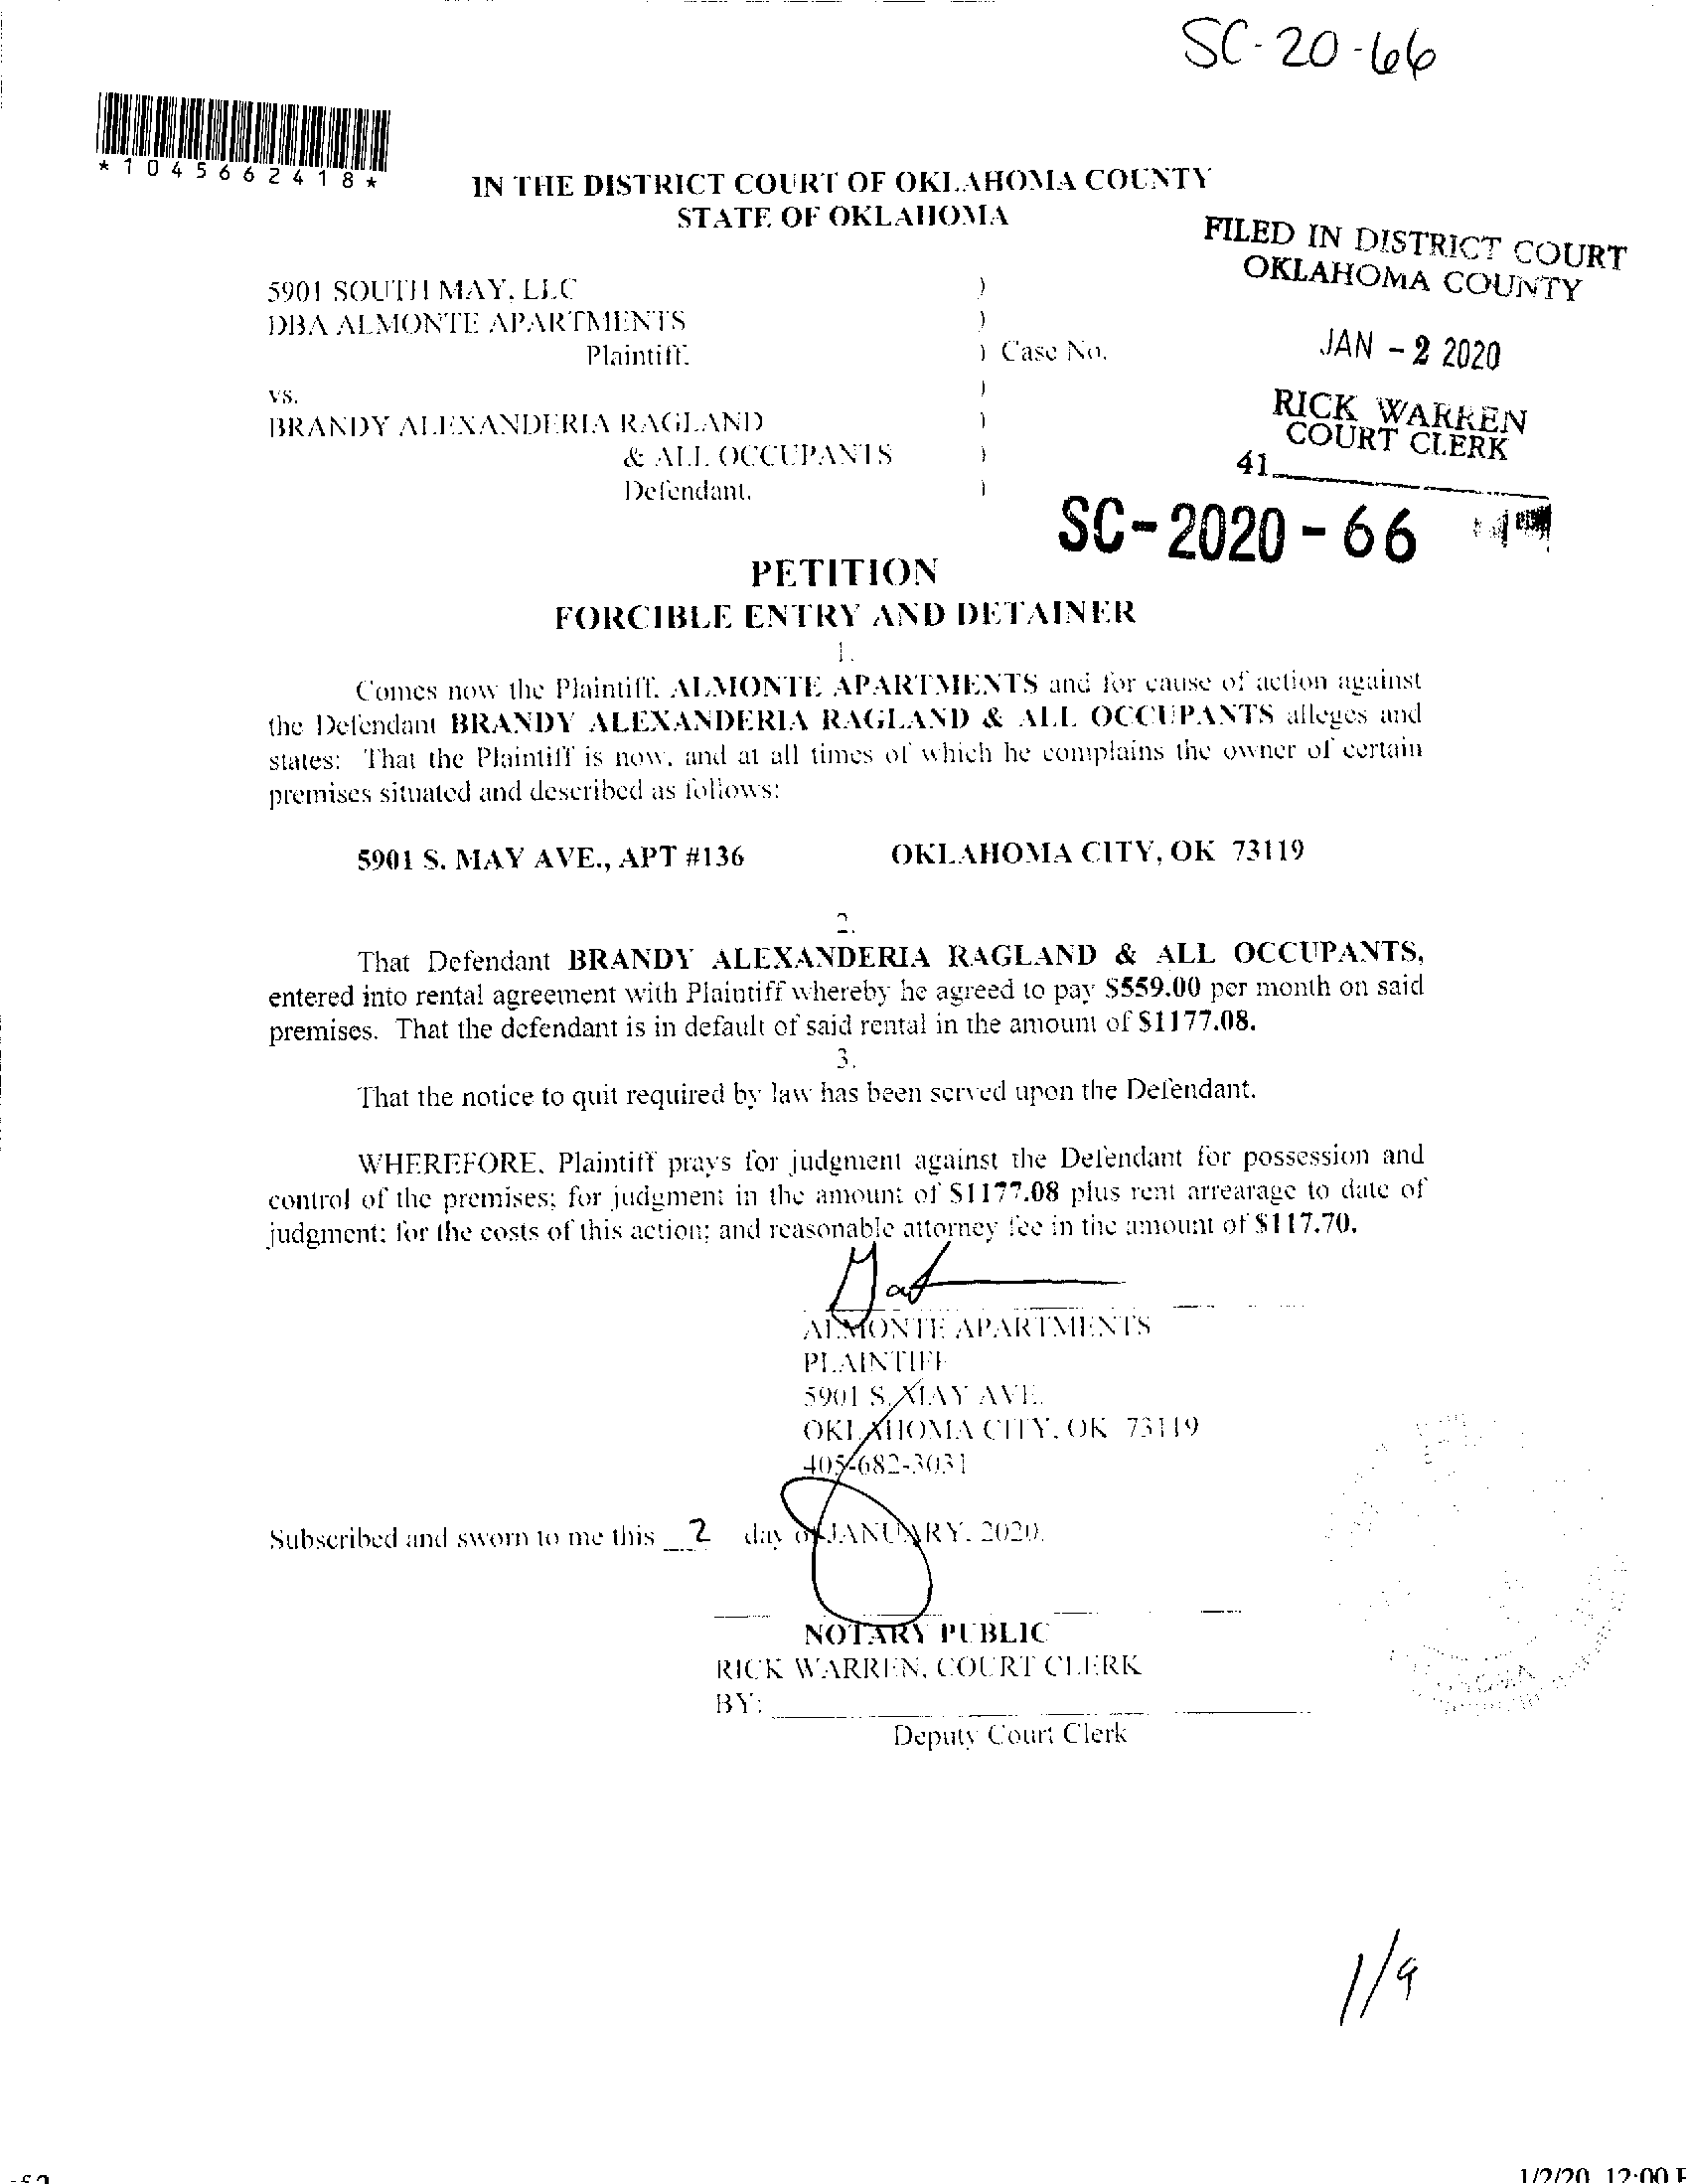 SC-20-66
*1045662418*
IN THE DISTRICT COURT OF OKLAHOMA COUNTY
STATE OF OKLAHOMA
FILED IN DISTRICT COURT
OKLAHOMA COUNTY
5901 SOUTH MAY, LLC )
DBA ALMONTE APARTMENTS )
Plaintiff. ) Case No.
JAN - 2 2020
vs. )
RICK WARREN
COURT CLERK
BRANDY ALEXANDERIA RAGLAND )
& ALL OCCUPANTS )
41
Defendant. )
SC-2020-66
PETITION
FORCIBLE ENTRY AND DETAINER
1.
Comes now the Plaintiff, ALMONTE APARTMENTS and for cause of action against
the Defendant BRANDY ALEXANDERIA RAGLAND & ALL OCCUPANTS alleges and
states: That the Plaintiff is now, and at all times of which he complains the owner of certain
premises situated and described as follows:
5901 S. MAY AVE., APT #136 OKLAHOMA CITY, OK 73119
2.
That Defendant BRANDY ALEXANDERIA RAGLAND & ALL OCCUPANTS,
entered into rental agreement with Plaintiff whereby he agreed to pay $559.00 per month on said
premises. That the defendant is in default of said rental in the amount of $1177.08.
3.
That the notice to quit required by law has been served upon the Defendant.
WHEREFORE, Plaintiff prays for judgment against the Defendant for possession and
control of the premises; for judgment in the amount of $1177.08 plus rent arrearage to date of
judgment; for the costs of this action; and reasonable attorney fee in the amount of $117.70.
ALMONTE APARTMENTS
PLAINTIFF
5901 S. MAY AVE.
OKLAHOMA CITY, OK 73119
405-682-3031
Subscribed and sworn to me this 2 day of JANUARY, 2020.
NOTARY PUBLIC
RICK WARREN, COURT CLERK
BY:
Deputy Court Clerk
1/9
1/2/20, 12:00